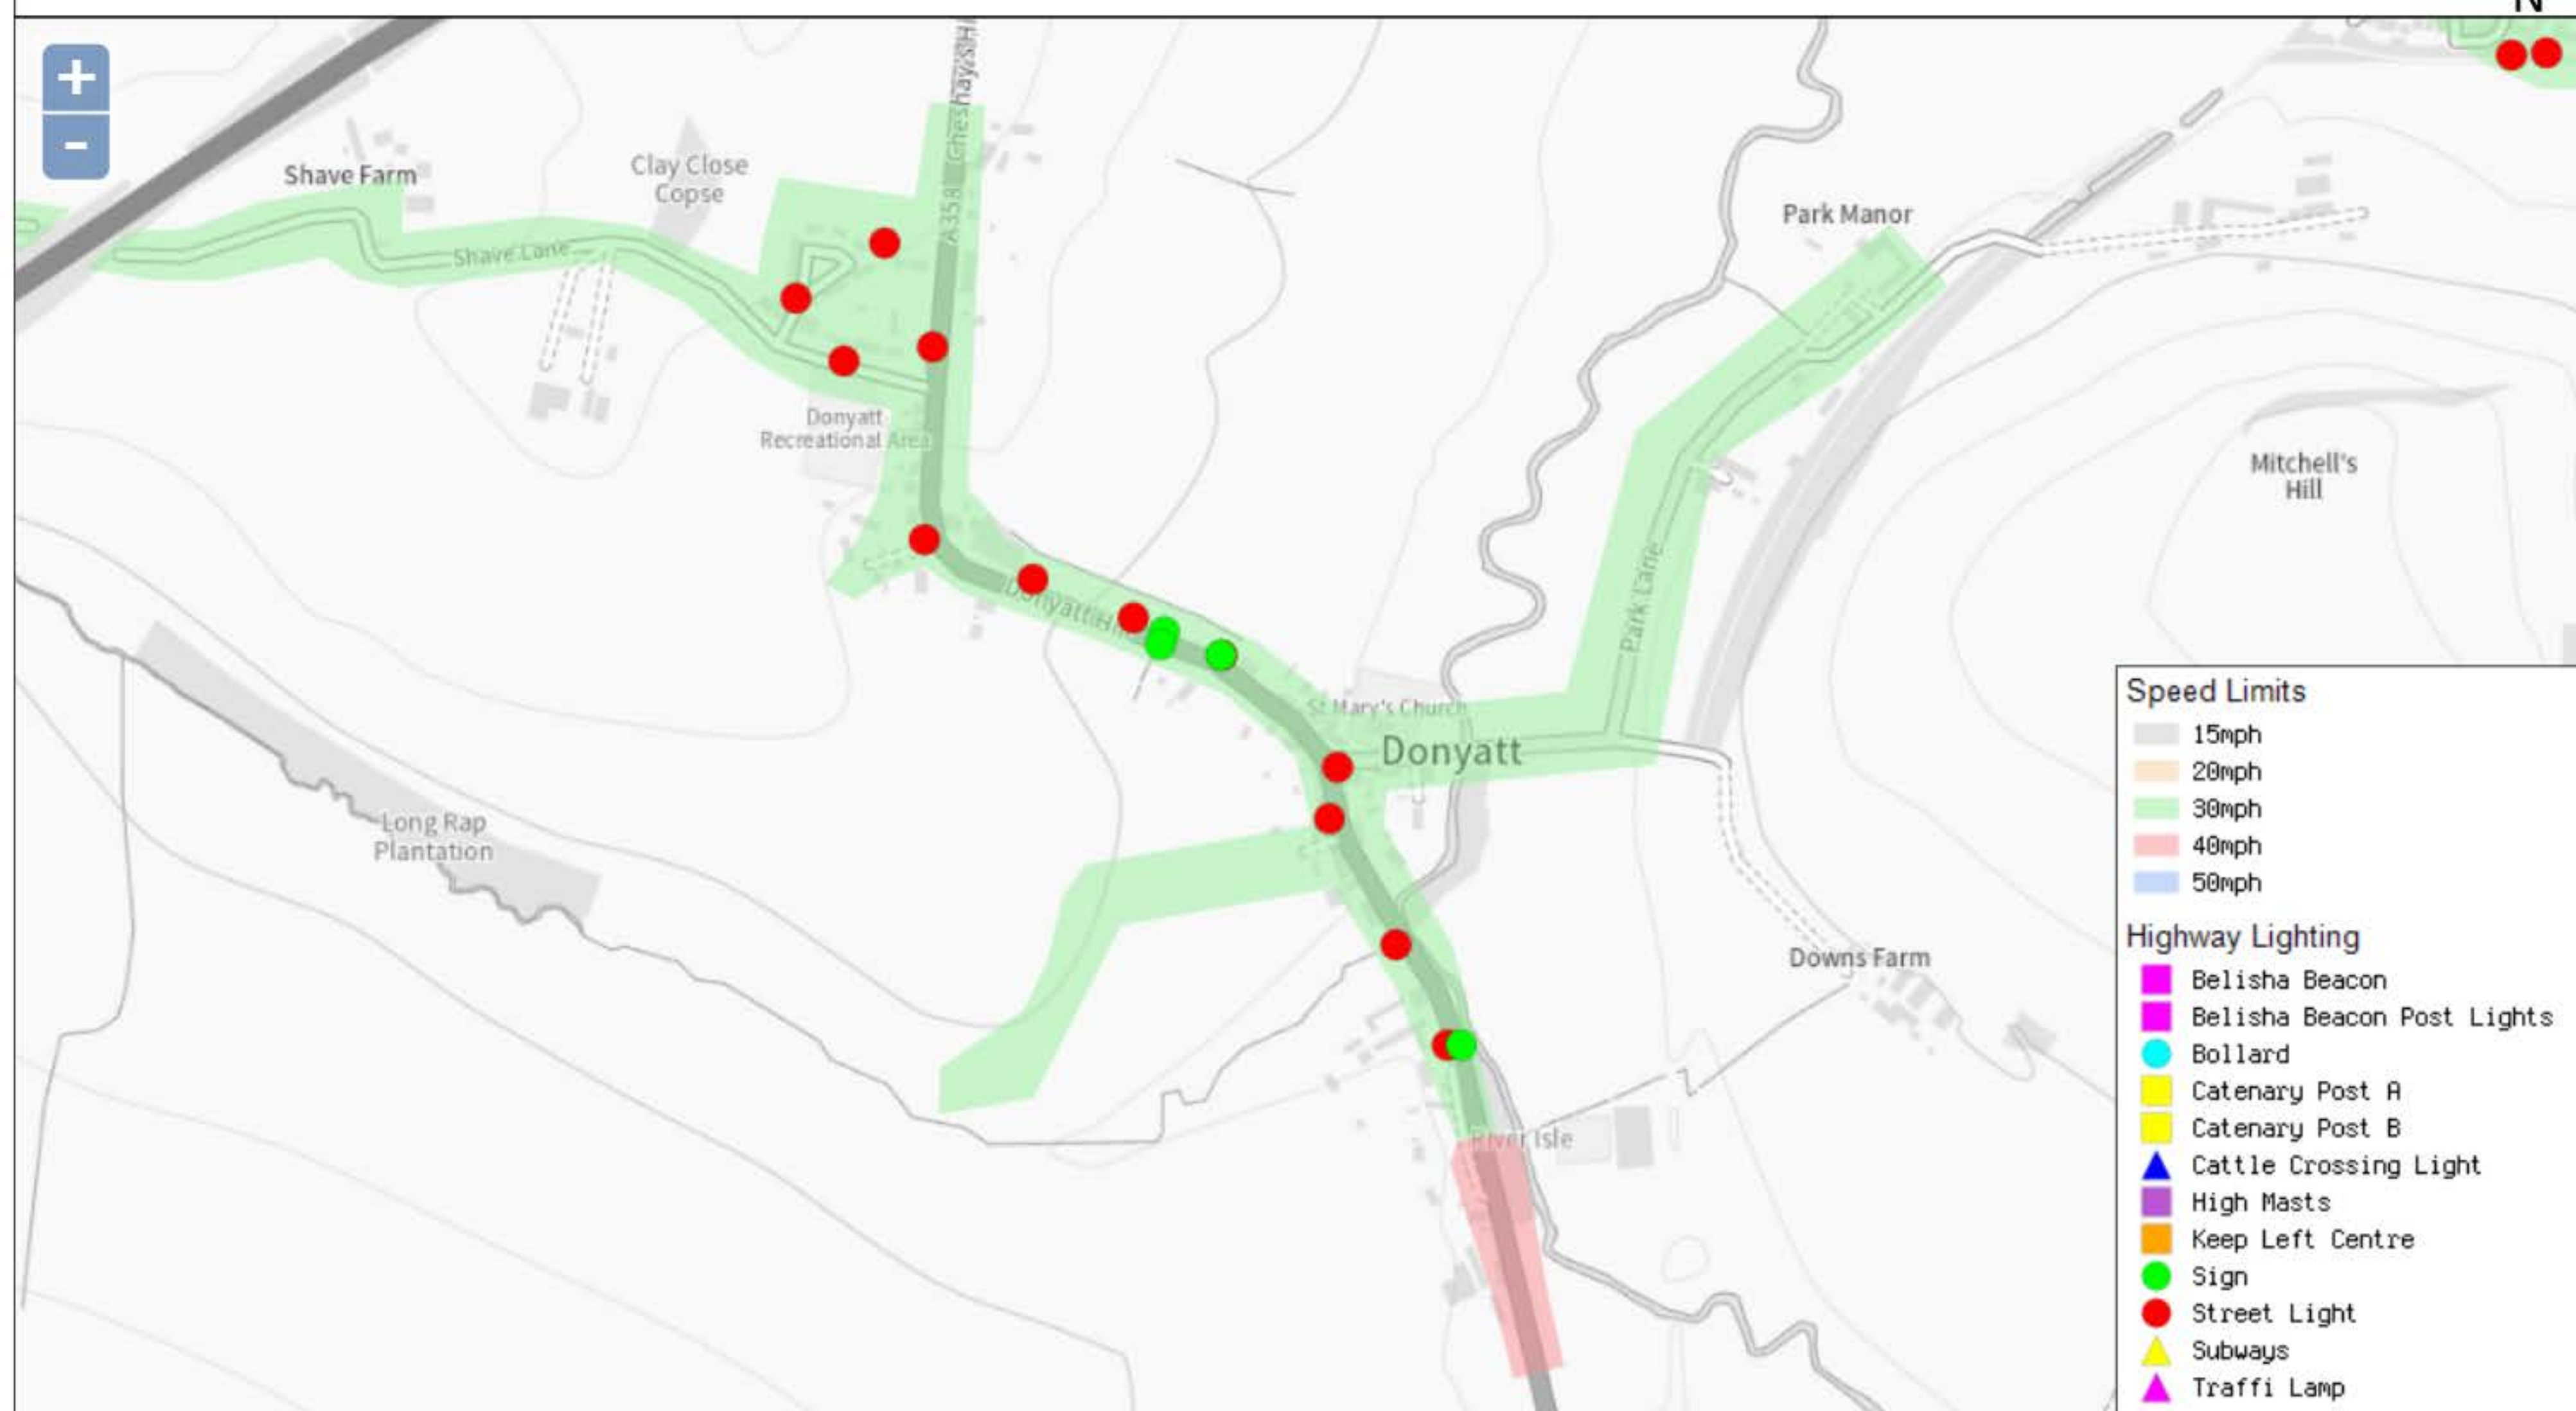 N
+
-
Shave Farm
Clay Close
Copse
Shave Lane
Park Manor
Donyatt
Recreational Area
Mitchell's
Hill
Park Lane
St Mary's Church
Donyatt
Long Rap
Plantation
Downs Farm
River Isle
Speed Limits
15mph
20mph
30mph
40mph
50mph
Highway Lighting
Belisha Beacon
Belisha Beacon Post Lights
Bollard
Catenary Post A
Catenary Post B
Cattle Crossing Light
High Masts
Keep Left Centre
Sign
Street Light
Subways
Traffi Lamp